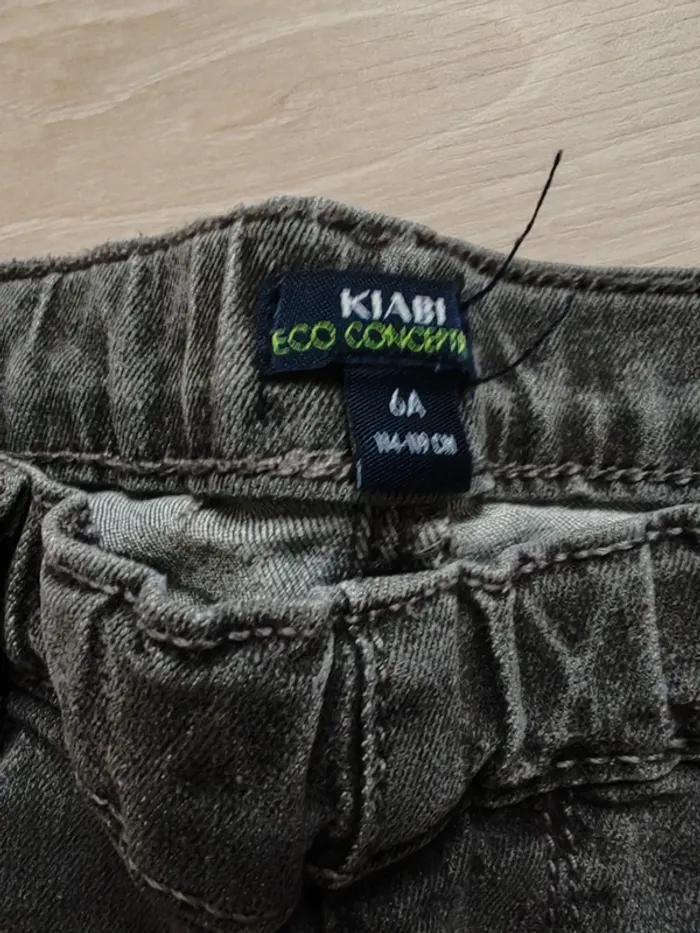 KIABI
ECO CONCEPTION
6A
114-119 CM